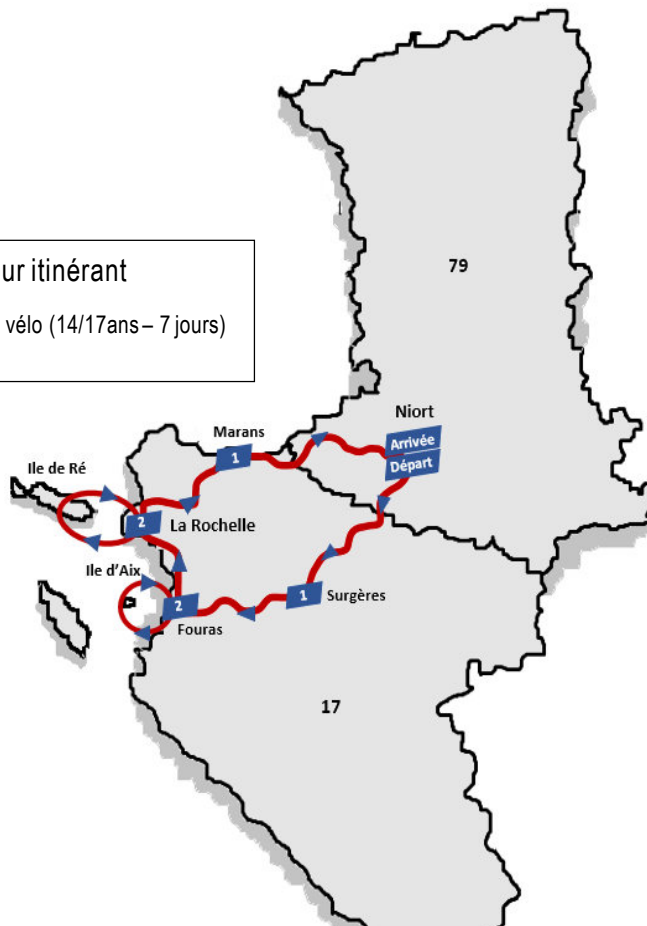 ur itinérant
vélo (14/17ans – 7 jours)
79
Niort
Arrivée
Départ
Marans
1
Ile de Ré
2
La Rochelle
Ile d'Aix
2
Fouras
1
Surgères
17